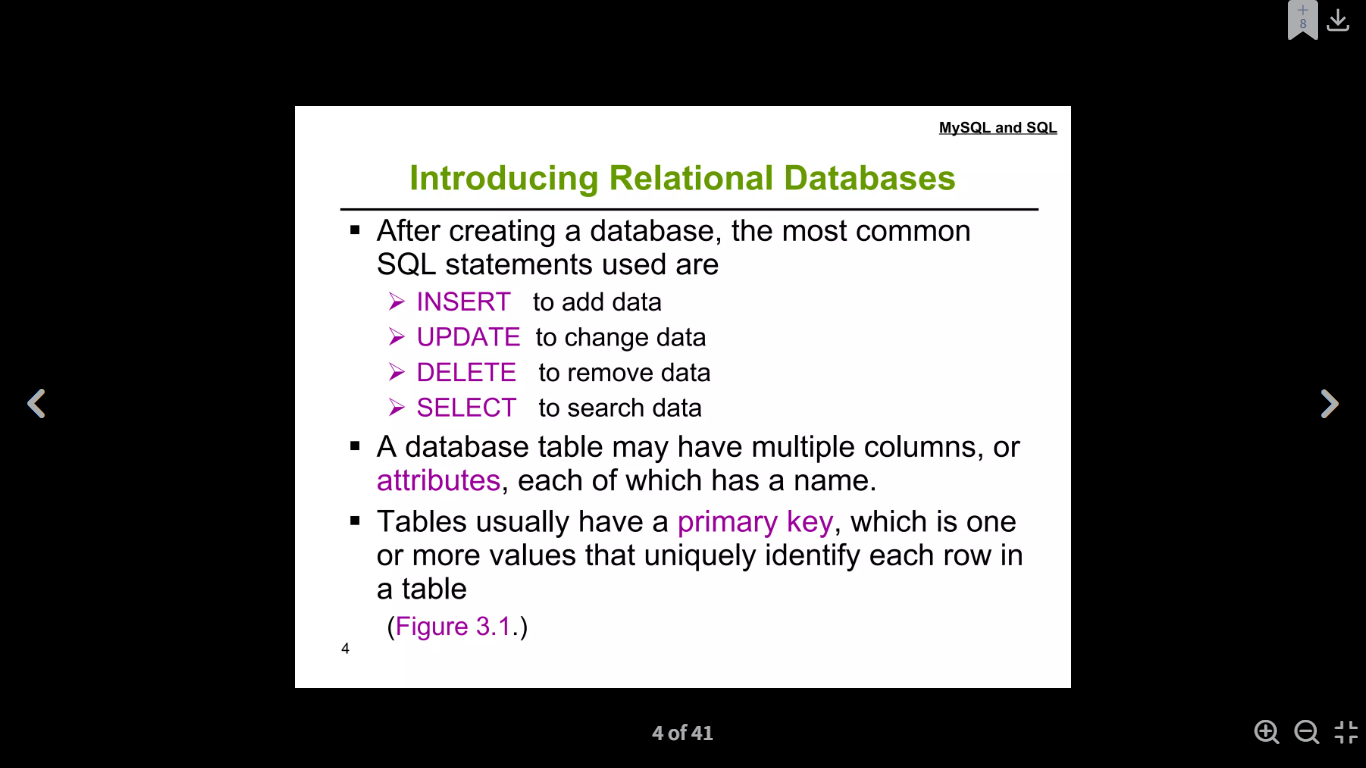 +
8
MySQL and SQL
Introducing Relational Databases
▪ After creating a database, the most common
SQL statements used are
➢ INSERT to add data
➢ UPDATE to change data
➢ DELETE to remove data
➢ SELECT to search data
▪ A database table may have multiple columns, or
attributes, each of which has a name.
▪ Tables usually have a primary key, which is one
or more values that uniquely identify each row in
a table
(Figure 3.1.)
4
4 of 41